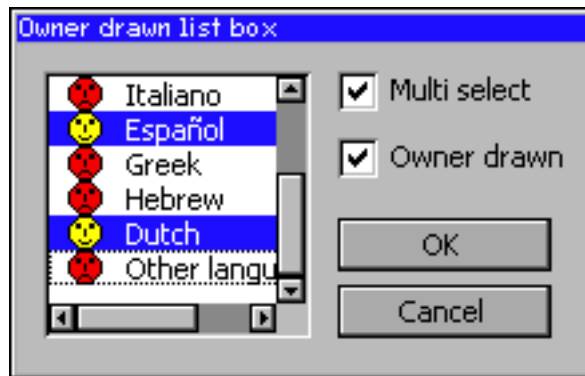 Owner drawn list box
Italiano
Español
Greek
Hebrew
Dutch
Other langu
Multi select
Owner drawn
OK
Cancel